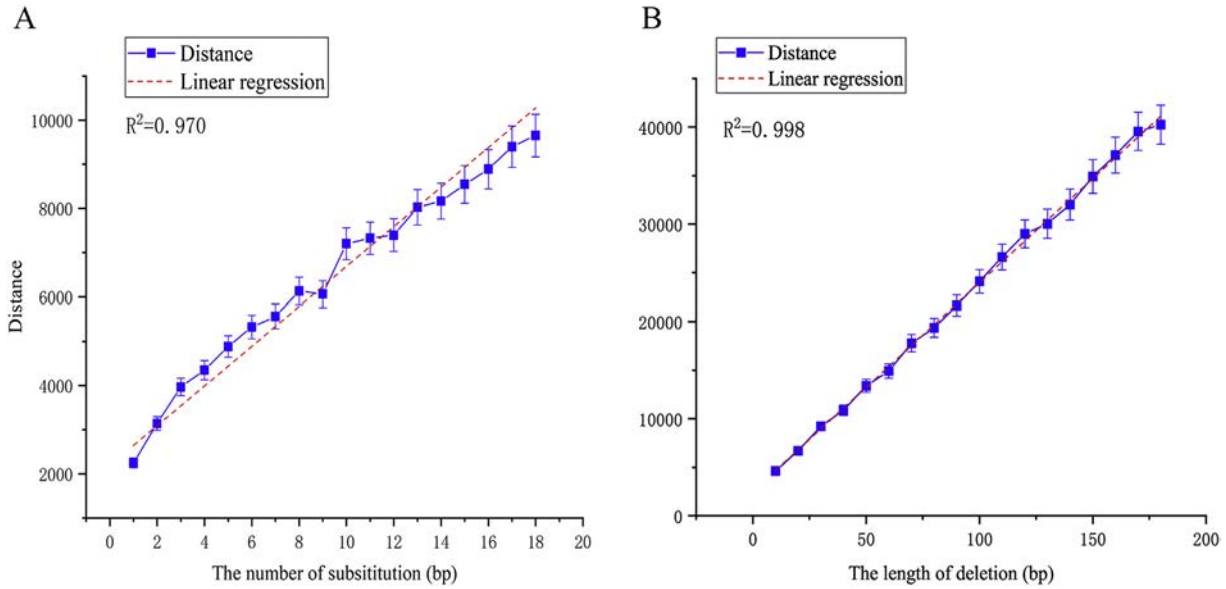 A
Distance
Linear regression
R²=0.970
10000
8000
6000
4000
2000
Distance
0 2 4 6 8 10 12 14 16 18 20
The number of subsititution (bp)
B
Distance
Linear regression
R²=0.998
40000
30000
20000
10000
0
0 50 100 150 200
The length of deletion (bp)